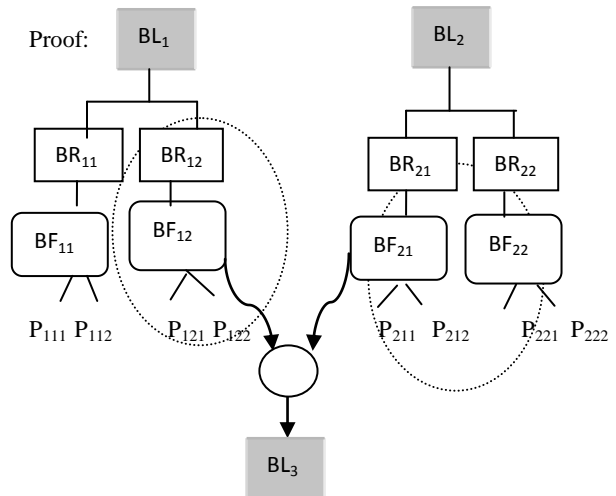 Proof: BL₁ BL₂
BR₁₁ BR₁₂ BR₂₁ BR₂₂
BF₁₁ BF₁₂ BF₂₁ BF₂₂
P₁₁₁ P₁₁₂ P₁₂₁ P₁₂₂ P₂₁₁ P₂₁₂ P₂₂₁ P₂₂₂
BL₃